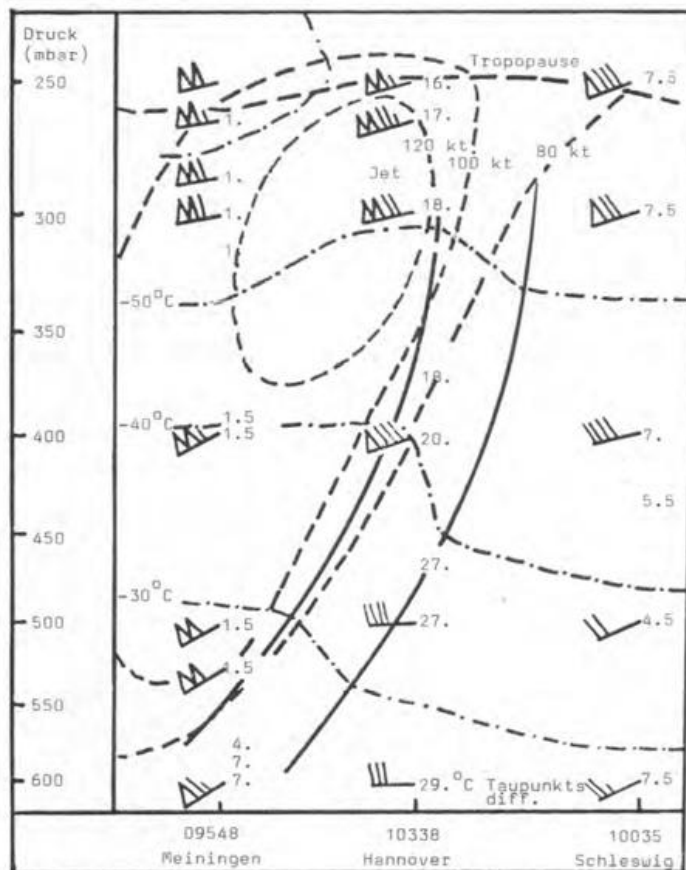 Druck
(mbar)
Tropopause
250
16.
7.5
1.
17.
120 kt
100 kt
80 kt
1.
Jet
300
1.
18.
7.5
1
-50°C
350
18.
-40°C
1.5
400
1.5
20.
7.
5.5
450
27.
-30°C
500
1.5
27.
4.5
1.5
550
4.
7.
600
7.
29.°C Taupunkts
diff.
7.5
09548
10338
10035
Meiningen
Hannover
Schleswig